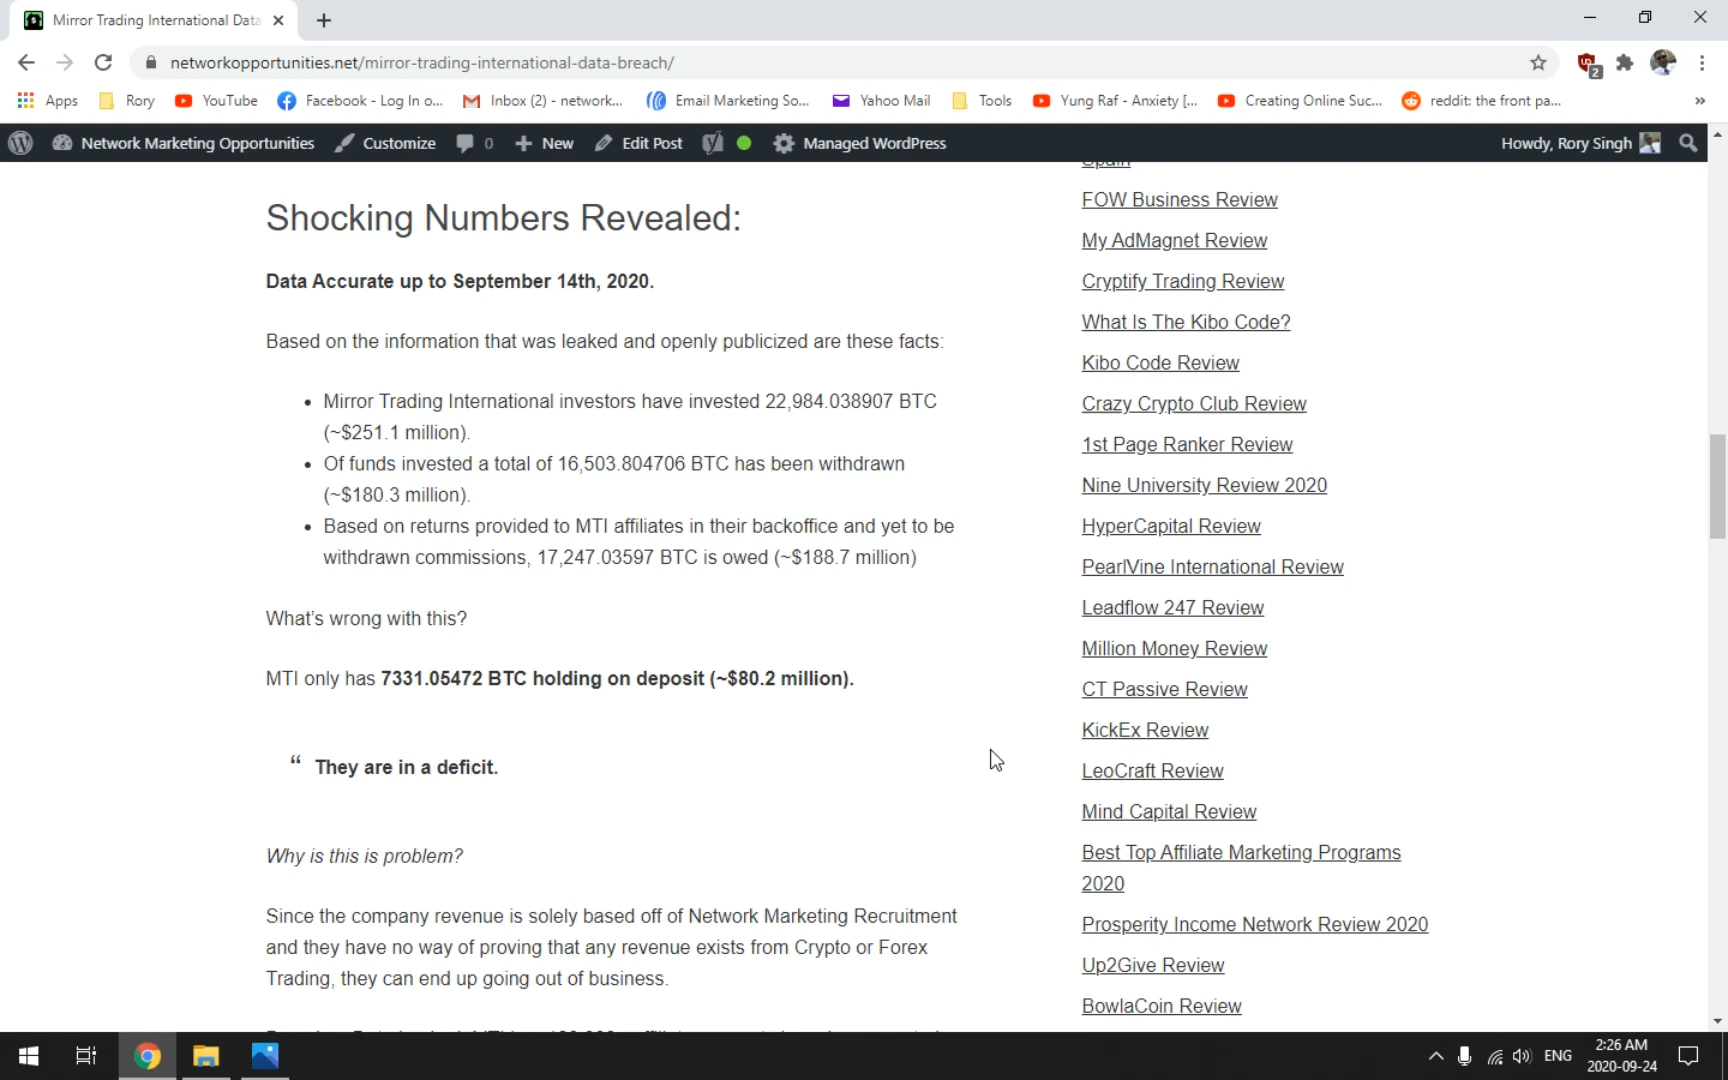 Mirror Trading International Data
networkopportunities.net/mirror-trading-international-data-breach/
2
Apps Rory YouTube Facebook - Log In o... Inbox (2) - network... Email Marketing So... Yahoo Mail Tools Yung Raf - Anxiety [... Creating Online Suc... reddit: the front pa... »
Network Marketing Opportunities Customize 0 New Edit Post Managed WordPress Howdy, Rory Singh
Shocking Numbers Revealed:
Data Accurate up to September 14th, 2020.
Based on the information that was leaked and openly publicized are these facts:
• Mirror Trading International investors have invested 22,984.038907 BTC
(~$251.1 million).
• Of funds invested a total of 16,503.804706 BTC has been withdrawn
(~$180.3 million).
• Based on returns provided to MTI affiliates in their backoffice and yet to be
withdrawn commissions, 17,247.03597 BTC is owed (~$188.7 million)
What's wrong with this?
MTI only has 7331.05472 BTC holding on deposit (~$80.2 million).
“ They are in a deficit.
Why is this is problem?
Since the company revenue is solely based off of Network Marketing Recruitment
and they have no way of proving that any revenue exists from Crypto or Forex
Trading, they can end up going out of business.
Spain
FOW Business Review
My AdMagnet Review
Cryptify Trading Review
What Is The Kibo Code?
Kibo Code Review
Crazy Crypto Club Review
1st Page Ranker Review
Nine University Review 2020
HyperCapital Review
PearlVine International Review
Leadflow 247 Review
Million Money Review
CT Passive Review
KickEx Review
LeoCraft Review
Mind Capital Review
Best Top Affiliate Marketing Programs
2020
Prosperity Income Network Review 2020
Up2Give Review
BowlaCoin Review
ENG
2:26 AM
2020-09-24